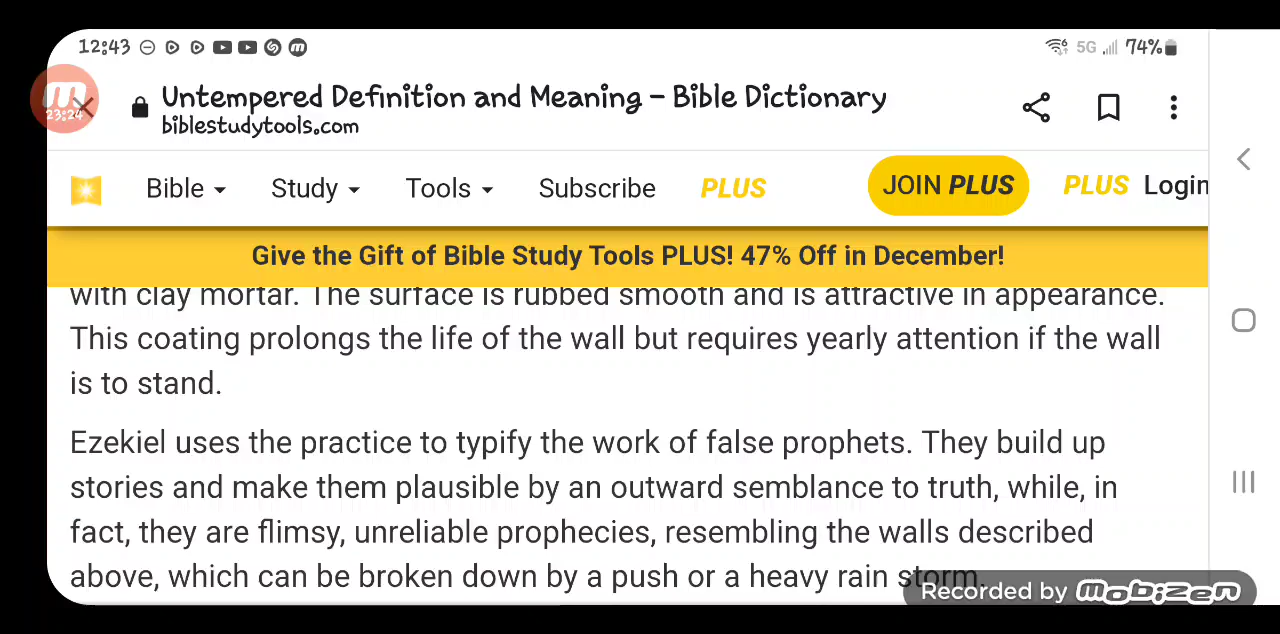 12:43
5G 74%
23:24
Untempered Definition and Meaning – Bible Dictionary
biblestudytools.com
Bible Study Tools Subscribe PLUS JOIN PLUS PLUS Login
Give the Gift of Bible Study Tools PLUS! 47% Off in December!
with clay mortar. The surface is rubbed smooth and is attractive in appearance.
This coating prolongs the life of the wall but requires yearly attention if the wall
is to stand.
Ezekiel uses the practice to typify the work of false prophets. They build up
stories and make them plausible by an outward semblance to truth, while, in
fact, they are flimsy, unreliable prophecies, resembling the walls described
above, which can be broken down by a push or a heavy rain storm.
Recorded by mobizen